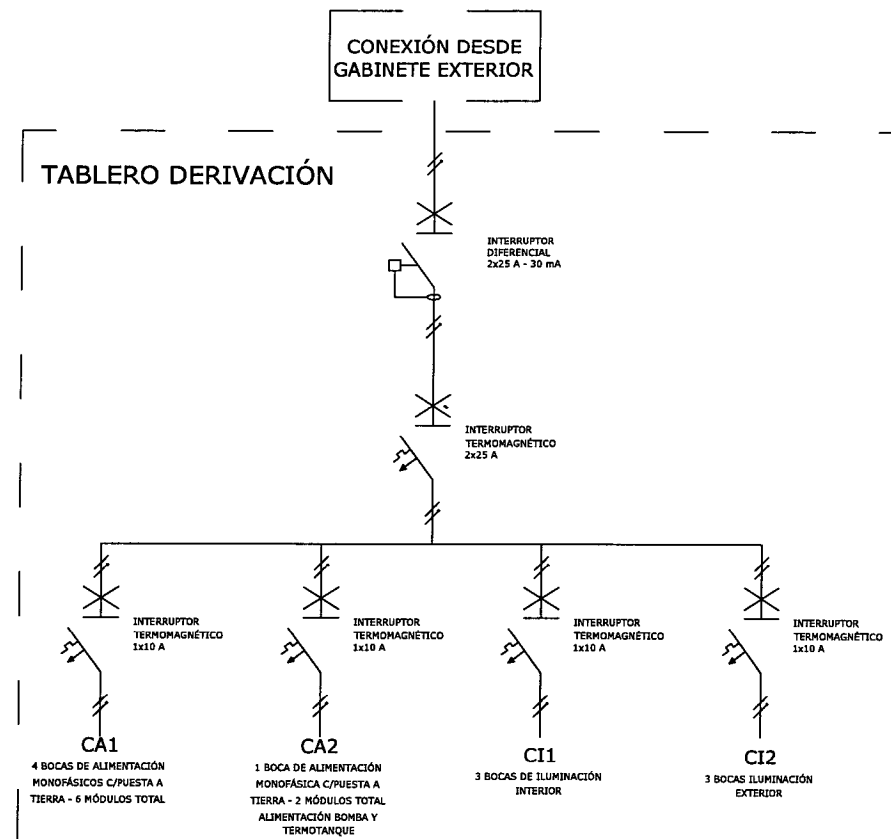 CONEXIÓN DESDE
GABINETE EXTERIOR
TABLERO DERIVACIÓN
INTERRUPTOR
DIFERENCIAL
2x25 A - 30 mA
INTERRUPTOR
TERMOMAGNÉTICO
2x25 A
INTERRUPTOR
TERMOMAGNÉTICO
1x10 A
INTERRUPTOR
TERMOMAGNÉTICO
1x10 A
INTERRUPTOR
TERMOMAGNÉTICO
1x10 A
INTERRUPTOR
TERMOMAGNÉTICO
1x10 A
CA1
4 BOCAS DE ALIMENTACIÓN
MONOFÁSICOS C/PUESTA A
TIERRA - 6 MÓDULOS TOTAL
CA2
1 BOCA DE ALIMENTACIÓN
MONOFÁSICA C/PUESTA A
TIERRA - 2 MÓDULOS TOTAL
ALIMENTACIÓN BOMBA Y
TERMOTANQUE
CI1
3 BOCAS DE ILUMINACIÓN
INTERIOR
CI2
3 BOCAS ILUMINACIÓN
EXTERIOR